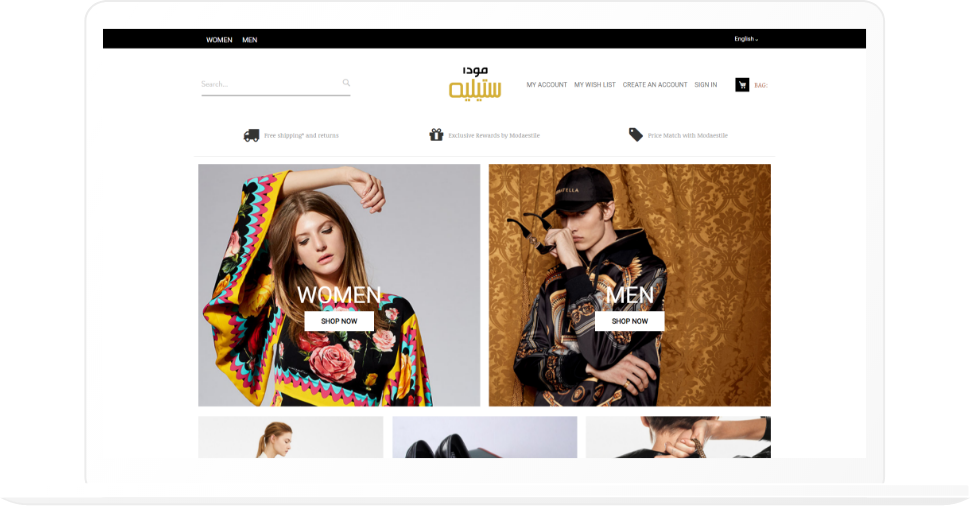 WOMEN MEN English
Search...
مودا
ستيليه
MY ACCOUNT MY WISH LIST CREATE AN ACCOUNT SIGN IN BAG:
Free shipping* and returns
Exclusive Rewards by Modaestile
Price Match with Modaestile
WOMEN
SHOP NOW
MEN
SHOP NOW